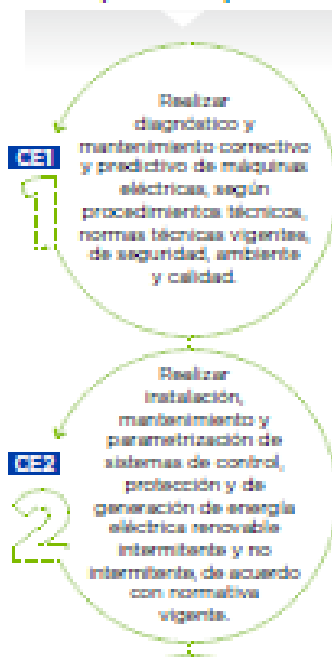 Realizar
diagnóstico y
mantenimiento correctivo
y predictivo de máquinas
eléctricas, según
procedimientos técnicos,
normas técnicas vigentes,
de seguridad, ambiente
y calidad.
CE1
1
Realizar
instalación,
mantenimiento y
parametrización de
sistemas de control,
protección y de
generación de energía
eléctrica renovable
intermitente y no
intermitente, de acuerdo
con normativa
vigente.
CE2
2